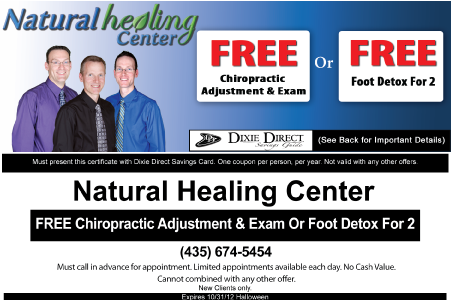 Natural healing
Center
FREE
Chiropractic
Adjustment & Exam
Or
FREE
Foot Detox For 2
DIXIE DIRECT
Savings Guide
(See Back for Important Details)
Must present this certificate with Dixie Direct Savings Card. One coupon per person, per year. Not valid with any other offers.
Natural Healing Center
FREE Chiropractic Adjustment & Exam Or Foot Detox For 2
(435) 674-5454
Must call in advance for appointment. Limited appointments available each day. No Cash Value.
Cannot combined with any other offer.
New Clients only.
Expires 10/31/12 Halloween